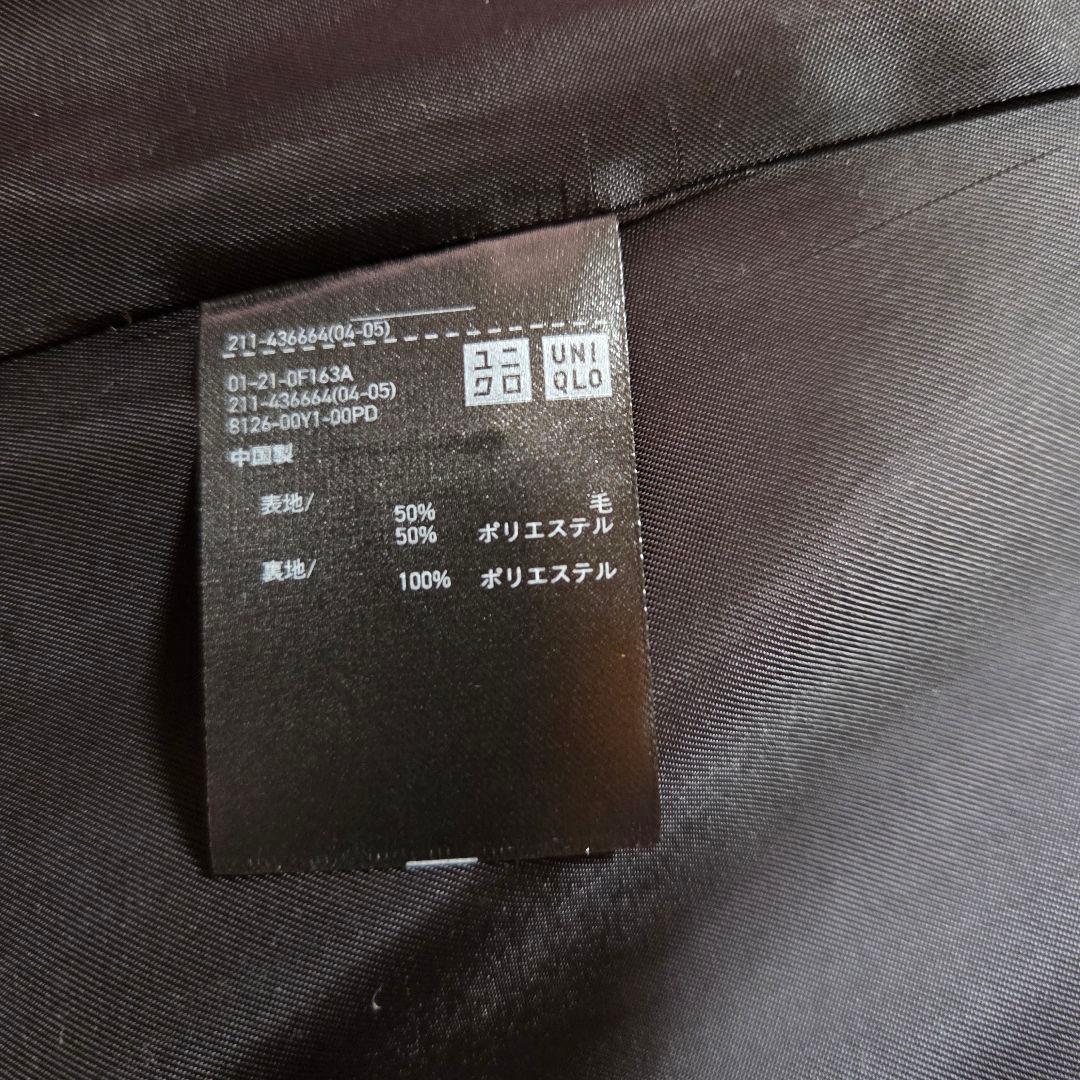 211-436664(04-05)
01-21-0F163A
211-436664(04-05)
8126-00Y1-00PD
中国製
ユニ
クロ
UNI
QLO
表地/ 50% 毛
50% ポリエステル
裏地/ 100% ポリエステル